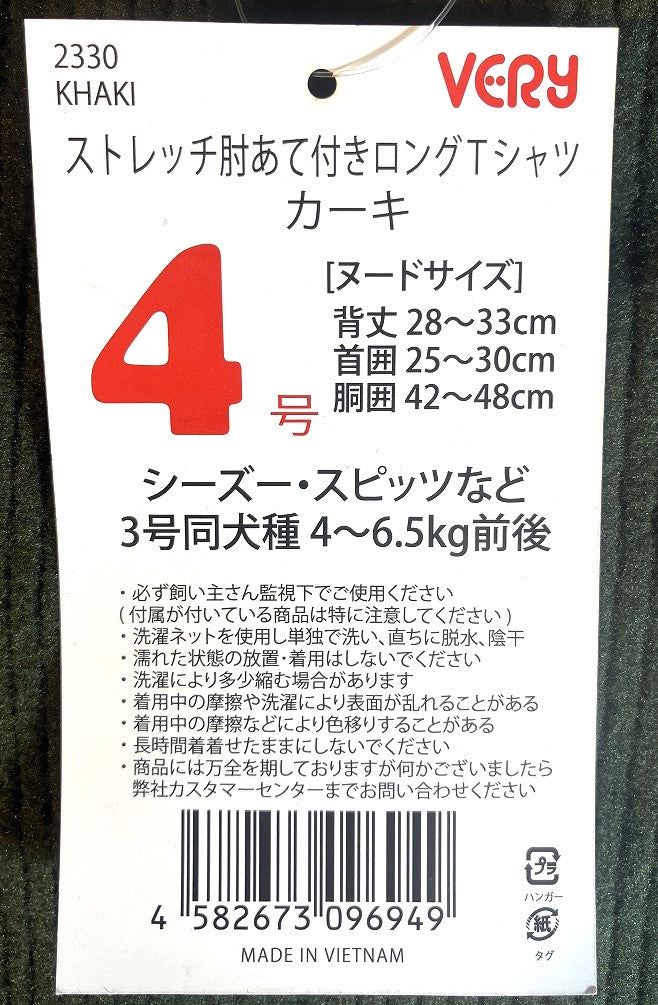 2330
KHAKI
VERY
ストレッチ肘あて付きロングTシャツ
カーキ
4号
[ヌードサイズ]
背丈 28〜33cm
首囲 25〜30cm
胴囲 42〜48cm
シーズー・スピッツなど
3号同犬種 4〜6.5kg前後
・必ず飼い主さん監視下でご使用ください
(付属が付いている商品は特に注意してください)
・洗濯ネットを使用し単独で洗い、直ちに脱水、陰干
・濡れた状態の放置・着用はしないでください
・洗濯により多少縮む場合があります
・着用中の摩擦や洗濯により表面が乱れることがある
・着用中の摩擦などにより色移りすることがある
・長時間着着せたままにしないでください
・商品には万全を期しておりますが何かございましたら
弊社カスタマーセンターまでお問い合わせください
4 582673 096949
MADE IN VIETNAM
プラ
ハンガー
紙
タグ